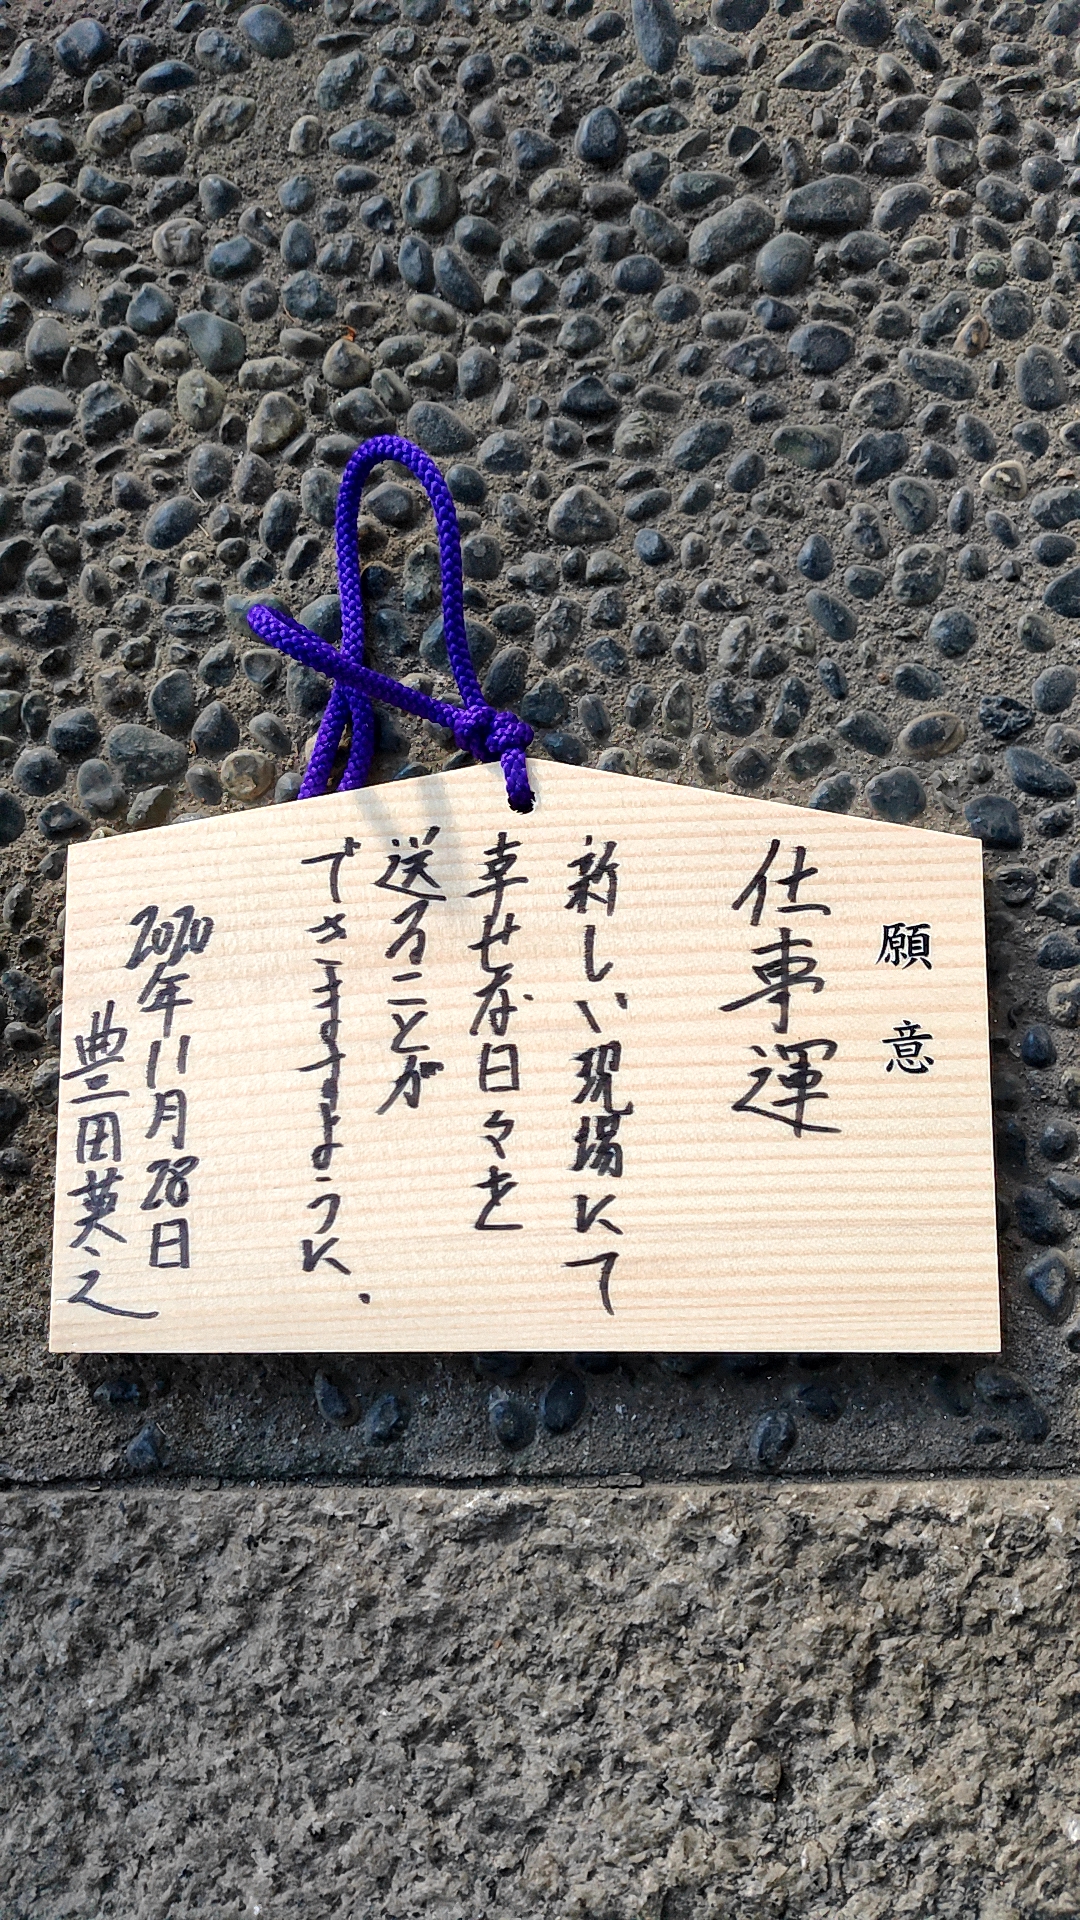 願意
仕事運
新しい現場にて
幸せな日々を
送ることが
できますように.
2020年11月28日
豊田英之